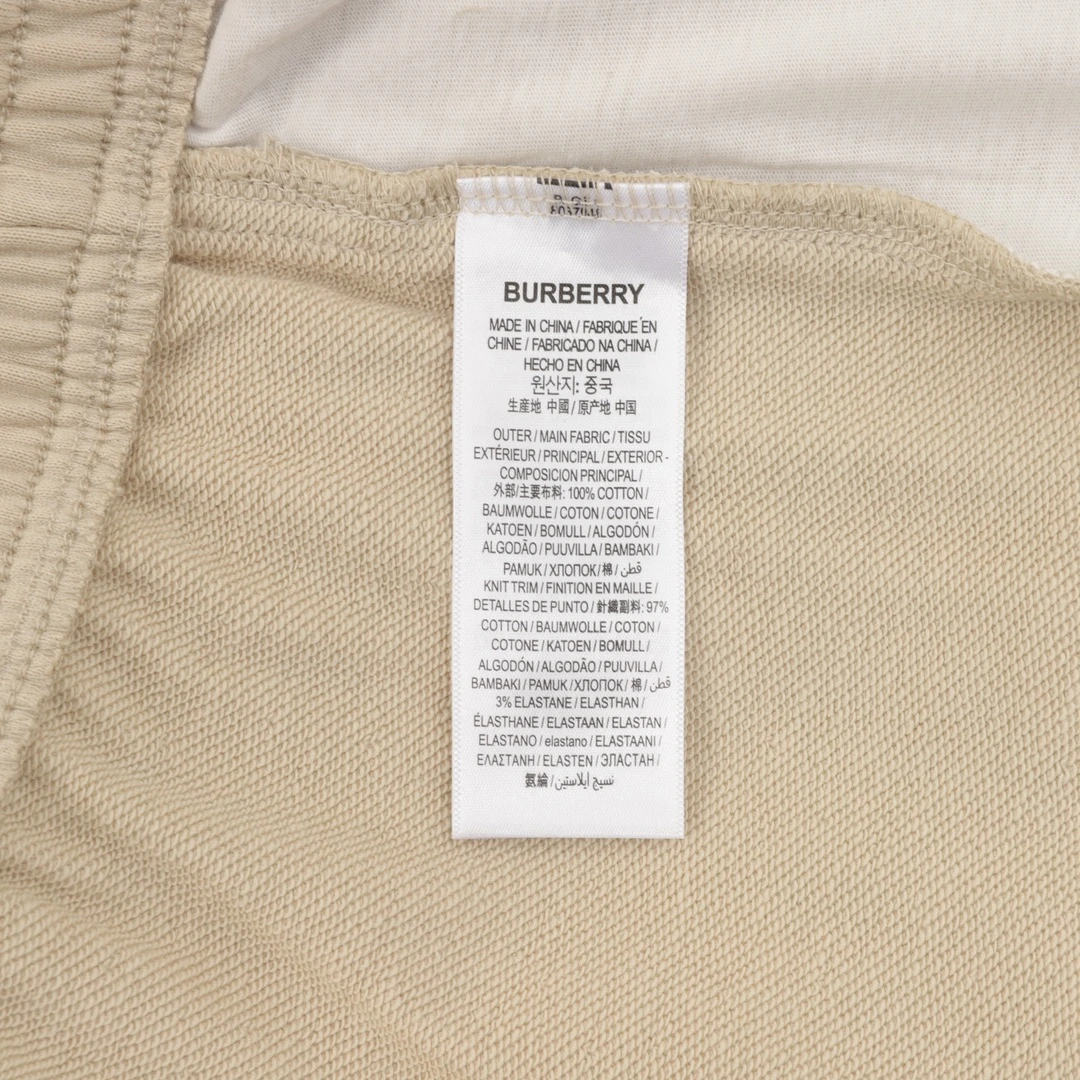 BURBERRY
MADE IN CHINA / FABRIQUE EN
CHINE / FABRICADO NA CHINA /
HECHO EN CHINA
원산지: 중국
生産地 中國 / 原产地 中国
OUTER / MAIN FABRIC / TISSU
EXTÉRIEUR / PRINCIPAL / EXTERIOR -
COMPOSICION PRINCIPAL /
外部/主要布料: 100% COTTON /
BAUMWOLLE / COTON / COTONE /
KATOEN / BOMULL / ALGODÓN /
ALGODÃO / PUUVILLA / BAMBAKI /
PAMUK / ХЛОПОК / 棉 / قطن
KNIT TRIM / FINITION EN MAILLE /
DETALLES DE PUNTO / 針織副料: 97%
COTTON / BAUMWOLLE / COTON /
COTONE / KATOEN / BOMULL /
ALGODÓN / ALGODÃO / PUUVILLA /
BAMBAKI / PAMUK / ХЛОПОК / 棉 / قطن
3% ELASTANE / ELASTHAN /
ÉLASTHANE / ELASTAAN / ELASTAN /
ELASTANO / elastano / ELASTAANI /
ΕΛΑΣΤΑΝΗ / ELASTEN / ЭЛАСТАН /
氨綸 / نسيج ايلاستين